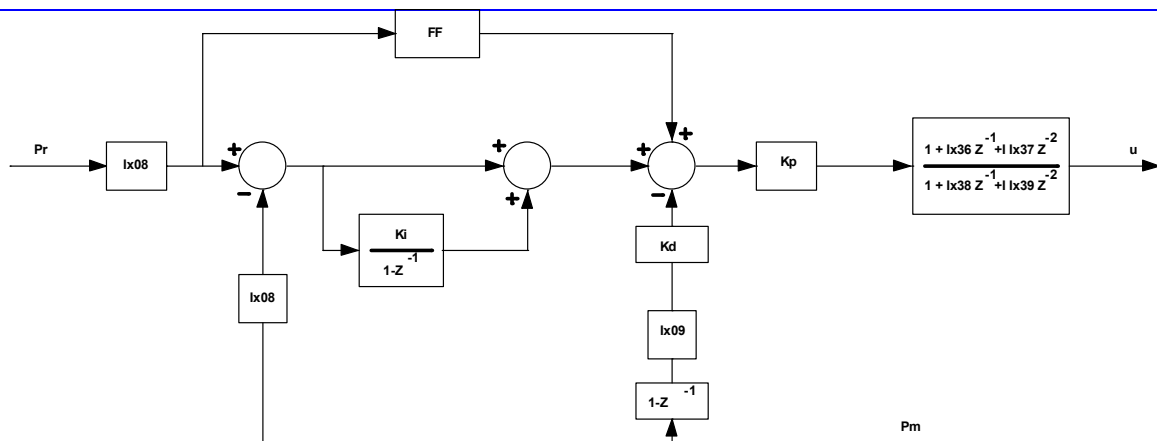 FF
Pr
Ix08
+
−
+
+
+
+
−
Kp
1 + Ix36 Z^-1 +I Ix37 Z^-2
1 + Ix38 Z^-1 +I Ix39 Z^-2
u
Ki
1-Z^-1
Kd
Ix08
Ix09
1-Z^-1
Pm